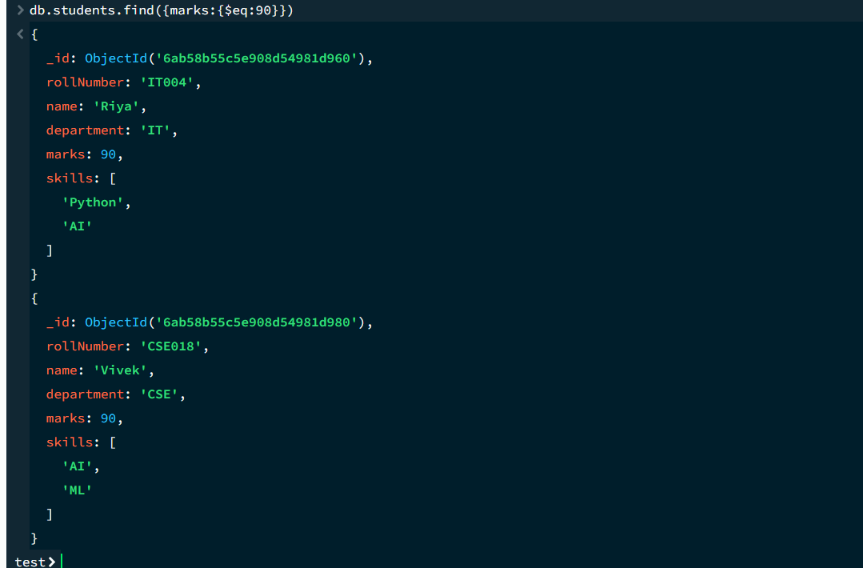 > db.students.find({marks:{$eq:90}})
< {
_id: ObjectId('6ab58b55c5e908d54981d960'),
rollNumber: 'IT004',
name: 'Riya',
department: 'IT',
marks: 90,
skills: [
'Python',
'AI'
]
}
{
_id: ObjectId('6ab58b55c5e908d54981d980'),
rollNumber: 'CSE018',
name: 'Vivek',
department: 'CSE',
marks: 90,
skills: [
'AI',
'ML'
]
}
test>